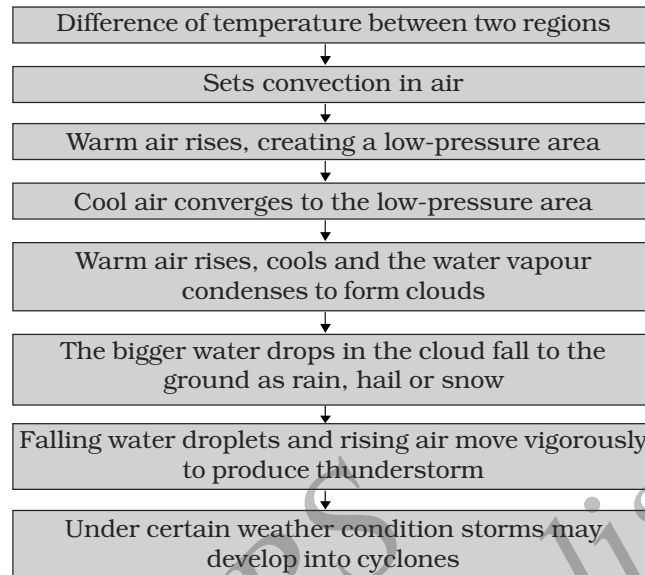 Difference of temperature between two regions
Sets convection in air
Warm air rises, creating a low-pressure area
Cool air converges to the low-pressure area
Warm air rises, cools and the water vapour
condenses to form clouds
The bigger water drops in the cloud fall to the
ground as rain, hail or snow
Falling water droplets and rising air move vigorously
to produce thunderstorm
Under certain weather condition storms may
develop into cyclones